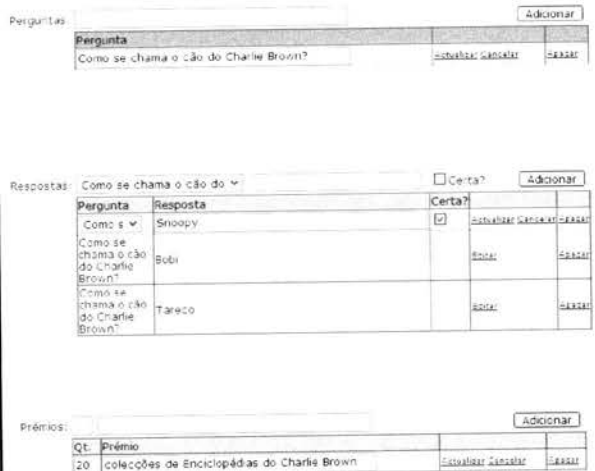 Perguntas: Adicionar
Pergunta
Como se chama o cão do Charlie Brown? Actualizar Cancelar Apagar
Respostas: Como se chama o cão do Certa? Adicionar
Pergunta Resposta Certa?
Como s Snoopy Actualizar Cancelar Apagar
Como se
chama o cão
do Charlie
Brown? Bobi Editar Apagar
Como se
chama o cão
do Charlie
Brown? Tareco Editar Apagar
Prémios: Adicionar
Qt. Prémio
20 colecções de Enciclopédias do Charlie Brown Actualizar Cancelar Apagar